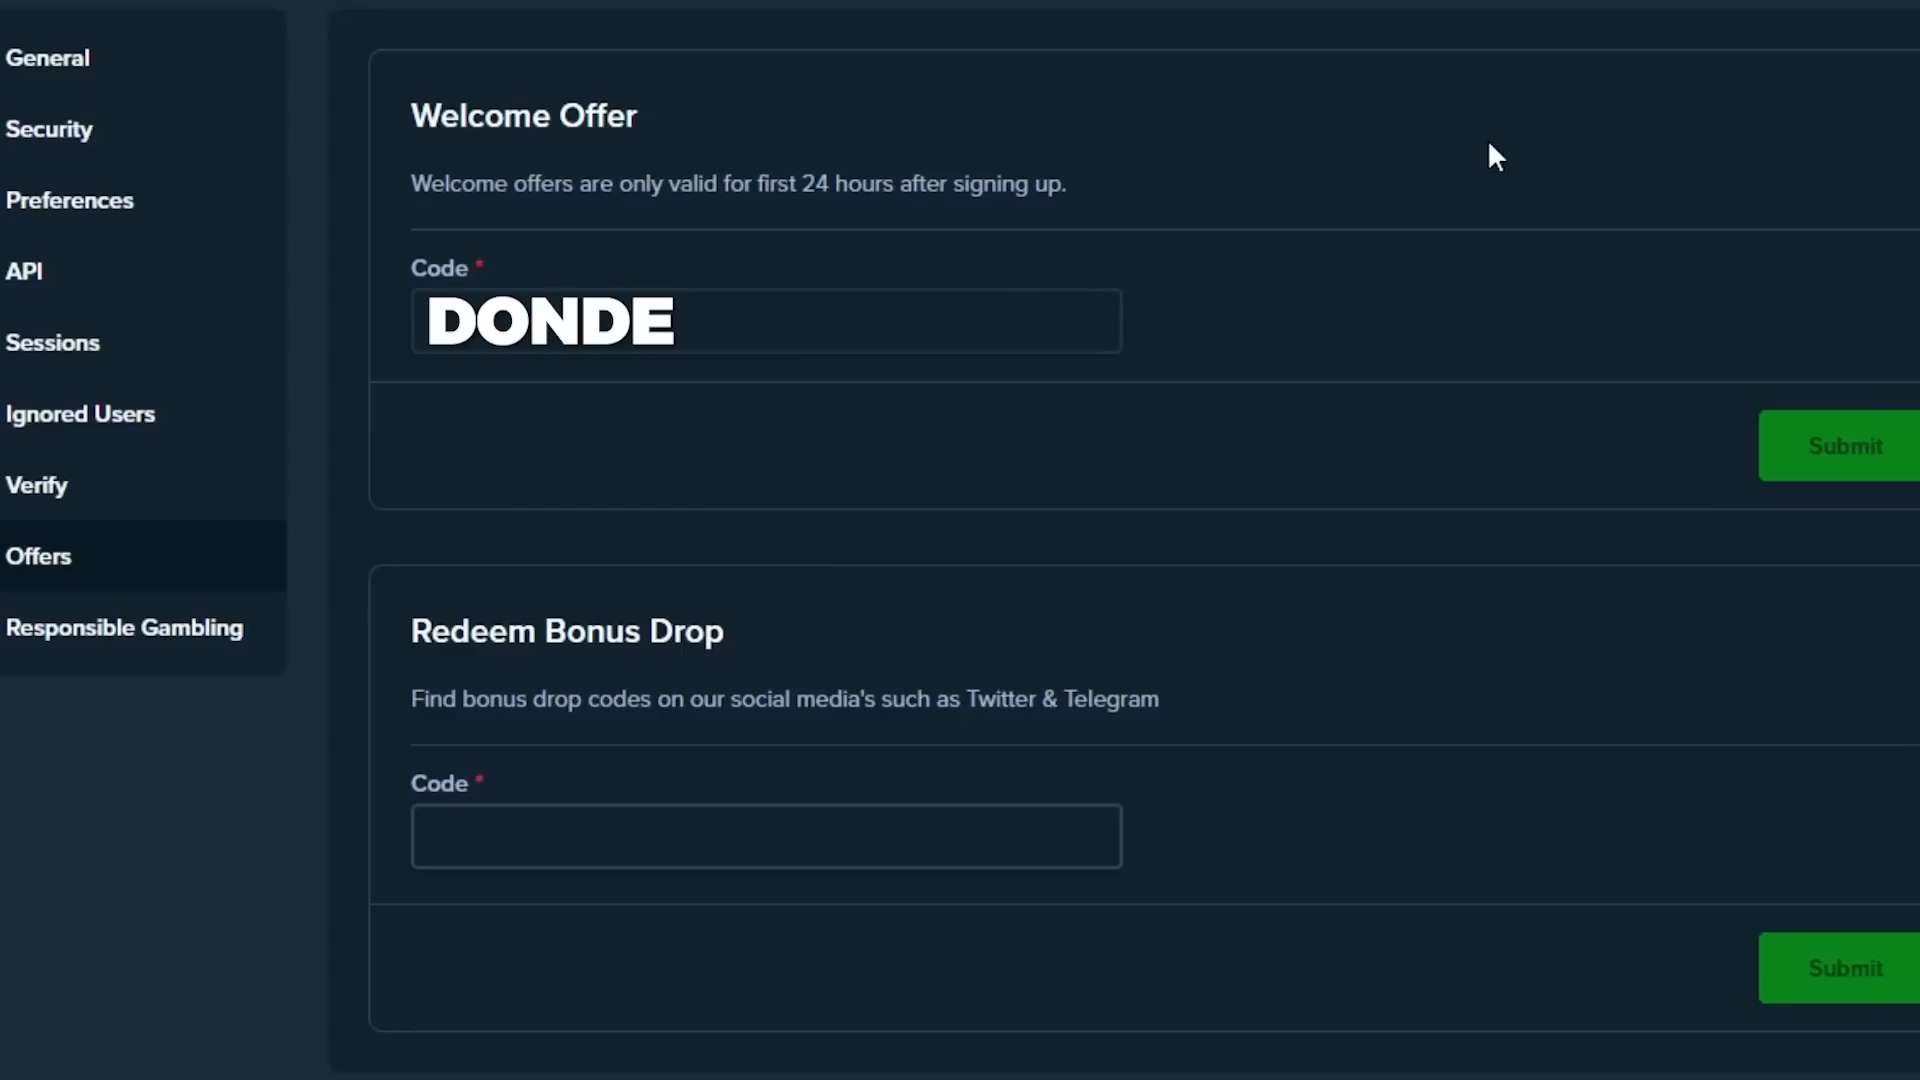 General
Security
Preferences
API
Sessions
Ignored Users
Verify
Offers
Responsible Gambling
Welcome Offer
Welcome offers are only valid for first 24 hours after signing up.
Code *
DONDE
Submit
Redeem Bonus Drop
Find bonus drop codes on our social media's such as Twitter & Telegram
Code *
Submit